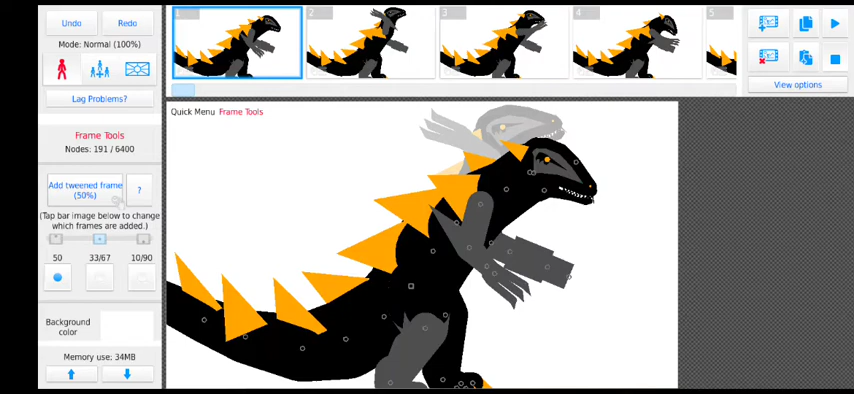 Undo Redo
Mode: Normal (100%)
Lag Problems?
Frame Tools
Nodes: 191 / 6400
Add tweened frame
(50%)
?
(Tap bar image below to change
which frames are added.)
50 33/67 10/90
Background
color
Memory use: 34MB
1 2 3 4 5
Quick Menu Frame Tools
View options